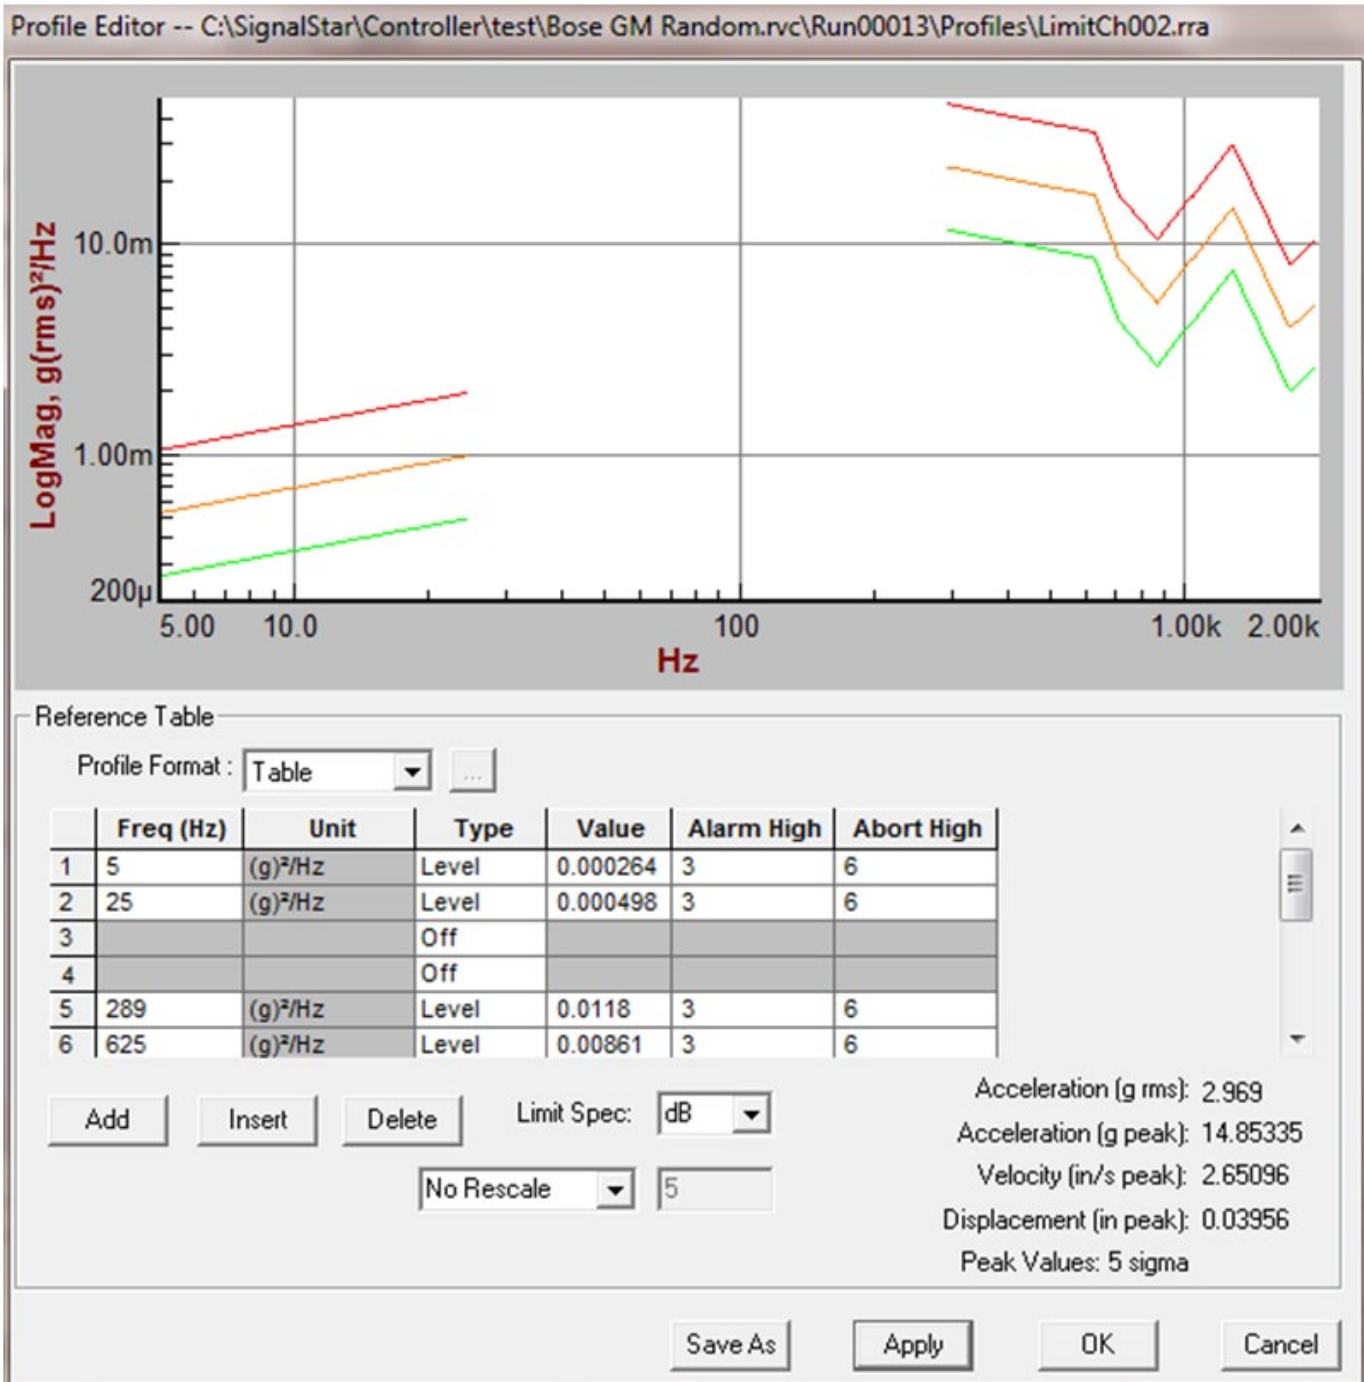 Profile Editor -- C:\SignalStar\Controller\test\Bose GM Random.rvc\Run00013\Profiles\LimitCh002.rra
LogMag, g(rms)²/Hz
10.0m
1.00m
200µ
5.00 10.0 100 1.00k 2.00k
Hz
Reference Table
Profile Format : Table ...
Freq (Hz) Unit Type Value Alarm High Abort High
1 5 (g)²/Hz Level 0.000264 3 6
2 25 (g)²/Hz Level 0.000498 3 6
3 Off
4 Off
5 289 (g)²/Hz Level 0.0118 3 6
6 625 (g)²/Hz Level 0.00861 3 6
Add Insert Delete Limit Spec: dB
No Rescale 5
Acceleration (g rms): 2.969
Acceleration (g peak): 14.85335
Velocity (in/s peak): 2.65096
Displacement (in peak): 0.03956
Peak Values: 5 sigma
Save As Apply OK Cancel